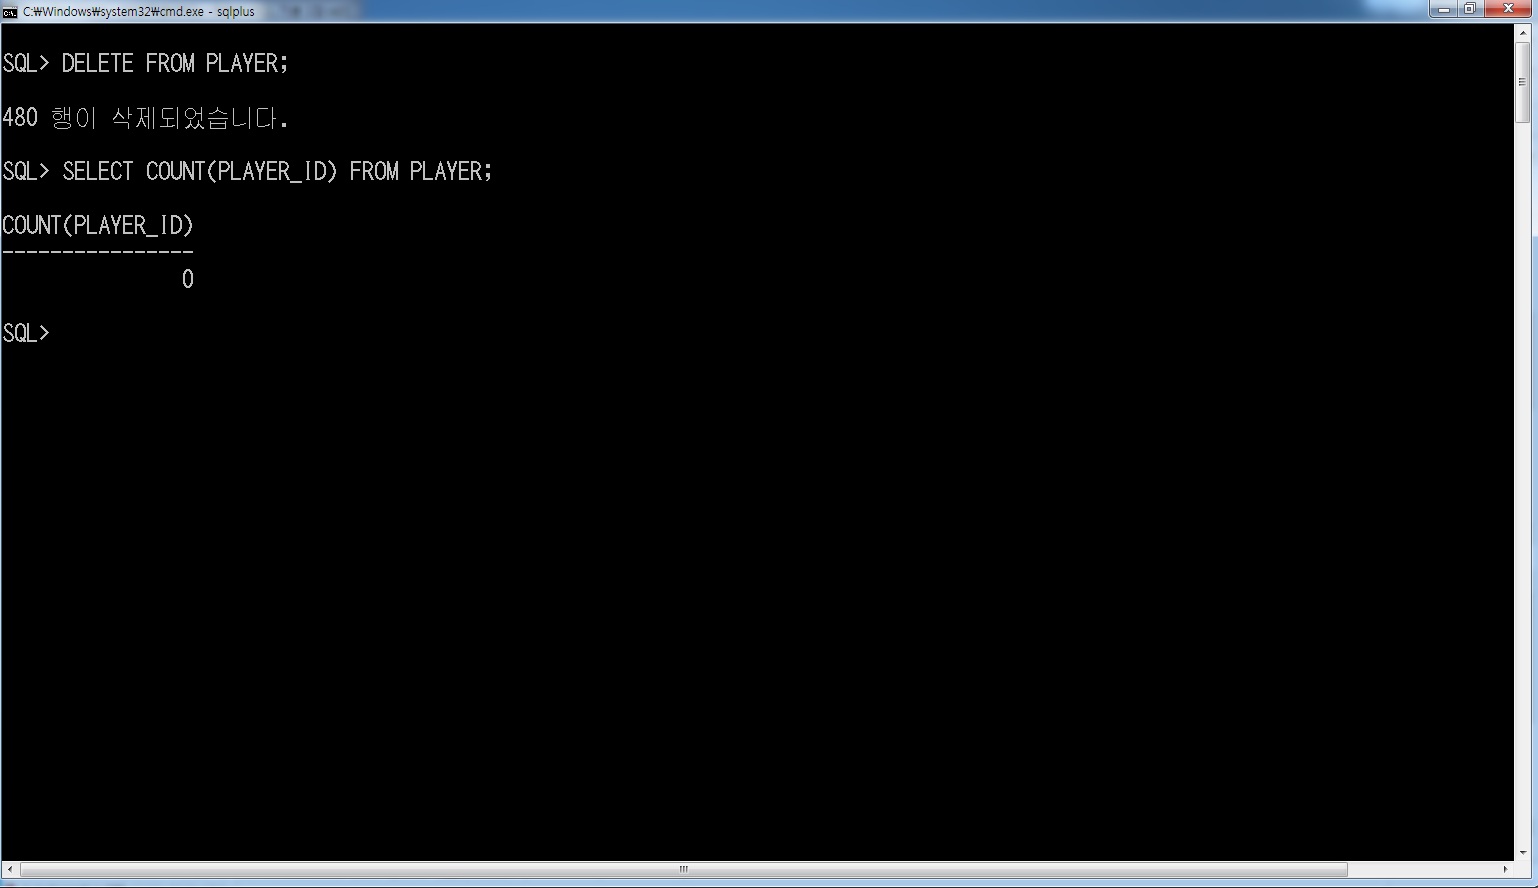 C:₩Windows₩system32₩cmd.exe - sqlplus
SQL> DELETE FROM PLAYER;
480 행이 삭제되었습니다.
SQL> SELECT COUNT(PLAYER_ID) FROM PLAYER;
COUNT(PLAYER_ID)
----------------
0
SQL>